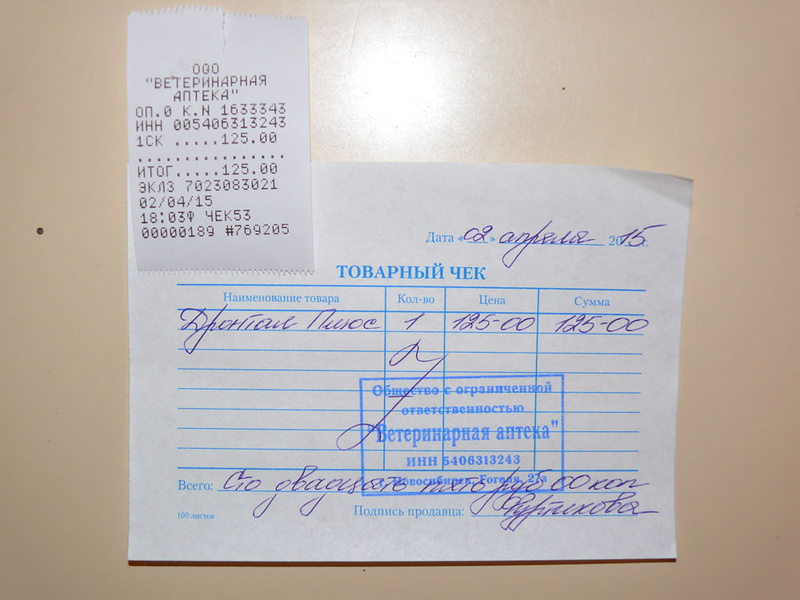 ООО
"ВЕТЕРИНАРНАЯ
АПТЕКА"
ОП.0 К.N 1633343
ИНН 005406313243
1СК .....125.00
................
ИТОГ.....125.00
ЭКЛЗ 7023083021
02/04/15
18:03Ф ЧЕК53
00000189 #769205
Дата «02» апреля 2015г.
ТОВАРНЫЙ ЧЕК
Наименование товара Кол-во Цена Сумма
Дронтал Плюс 1 125-00 125-00
Общество с ограниченной
ответственностью
"Ветеринарная аптека"
ИНН 5406313243
г. Новосибирск, Гоголя, 21а
Всего: Сто двадцать пять руб 00 коп
Подпись продавца:
100 листов